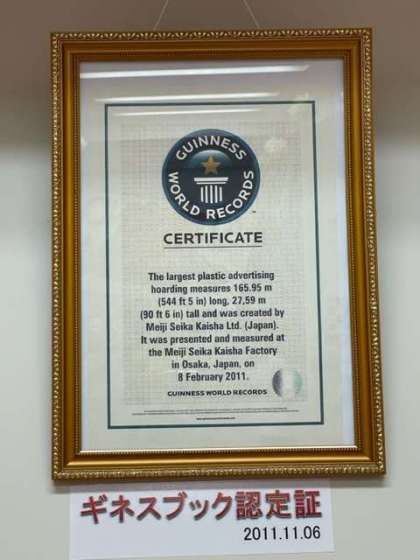 GUINNESS
WORLD RECORDS
TM
CERTIFICATE
The largest plastic advertising
hoarding measures 165.95 m
(544 ft 5 in) long, 27,59 m
(90 ft 6 in) tall and was created by
Meiji Seika Kaisha Ltd. (Japan).
It was presented and measured at
the Meiji Seika Kaisha Factory
in Osaka, Japan, on
8 February 2011.
GUINNESS WORLD RECORDS
ギネスブック認定証
2011.11.06